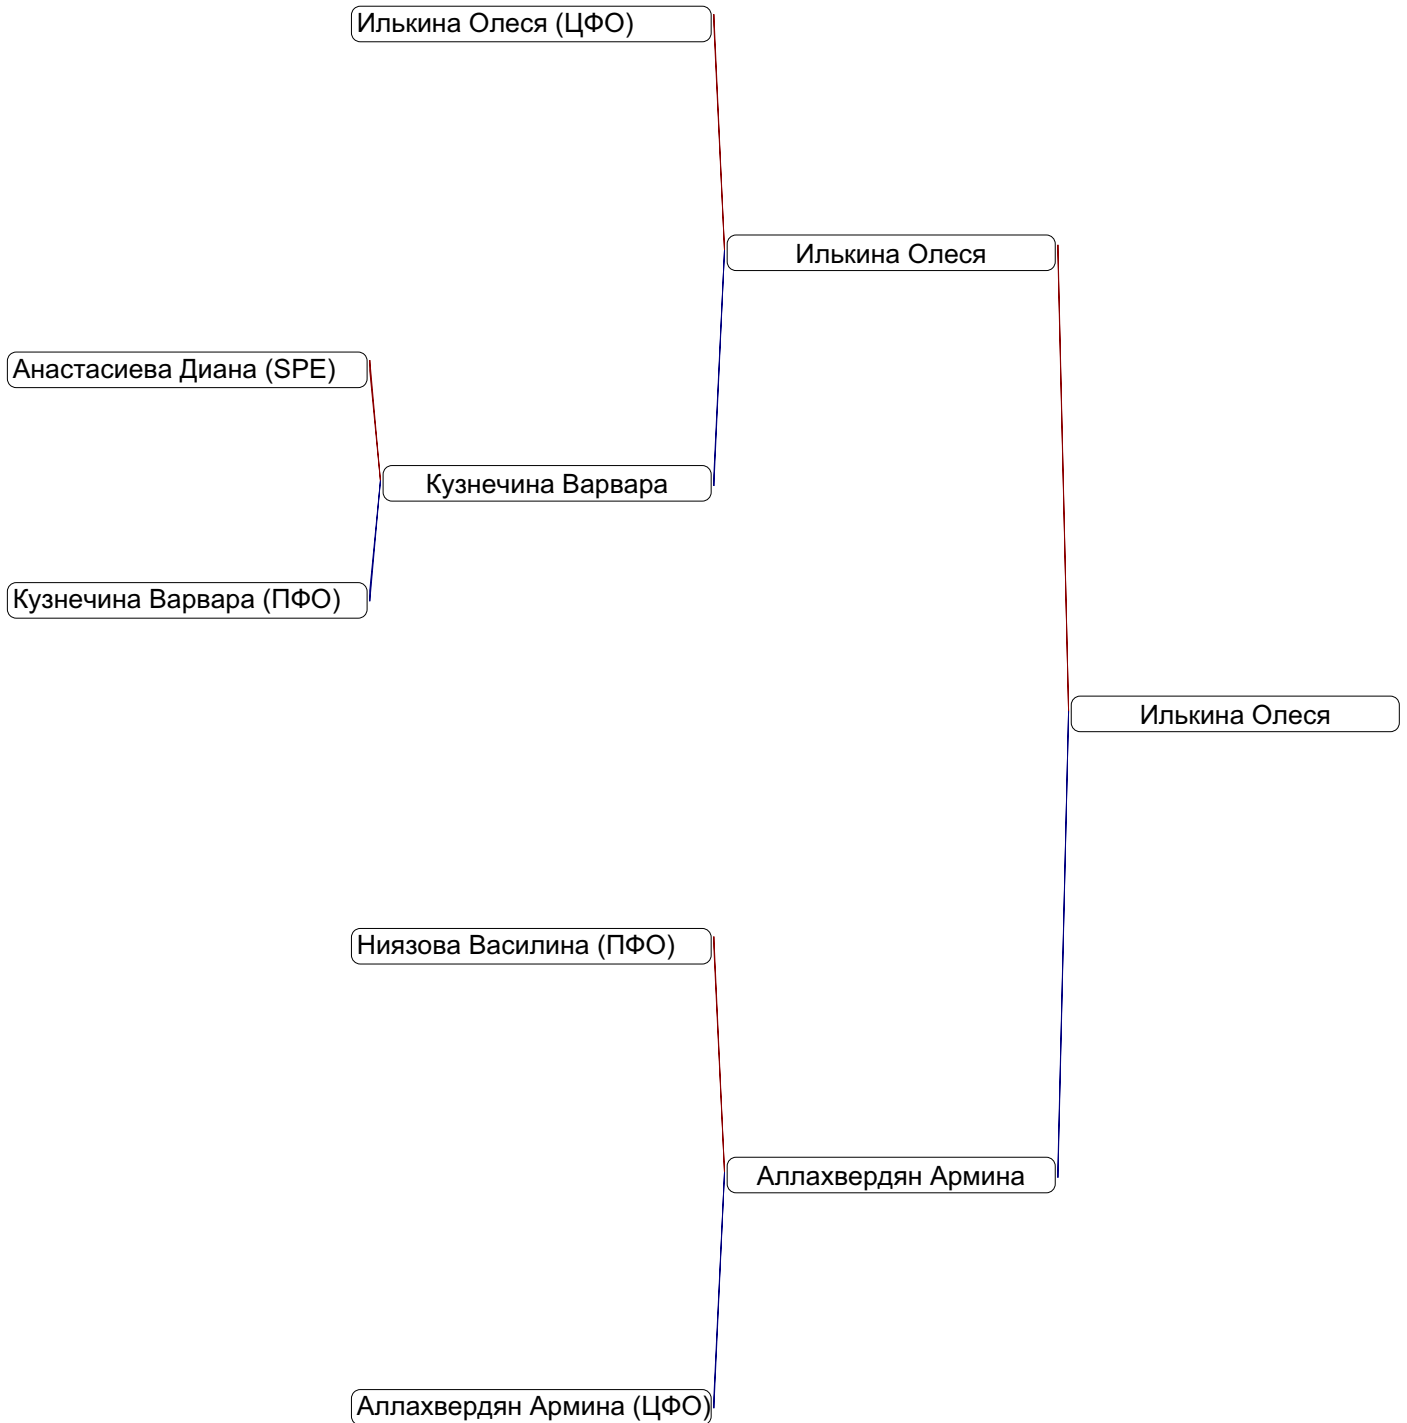 Илькина Олеся (ЦФО)
Илькина Олеся
Анастасиева Диана (SPE)
Кузнечина Варвара
Кузнечина Варвара (ПФО)
Илькина Олеся
Ниязова Василина (ПФО)
Аллахвердян Армина
Аллахвердян Армина (ЦФО)